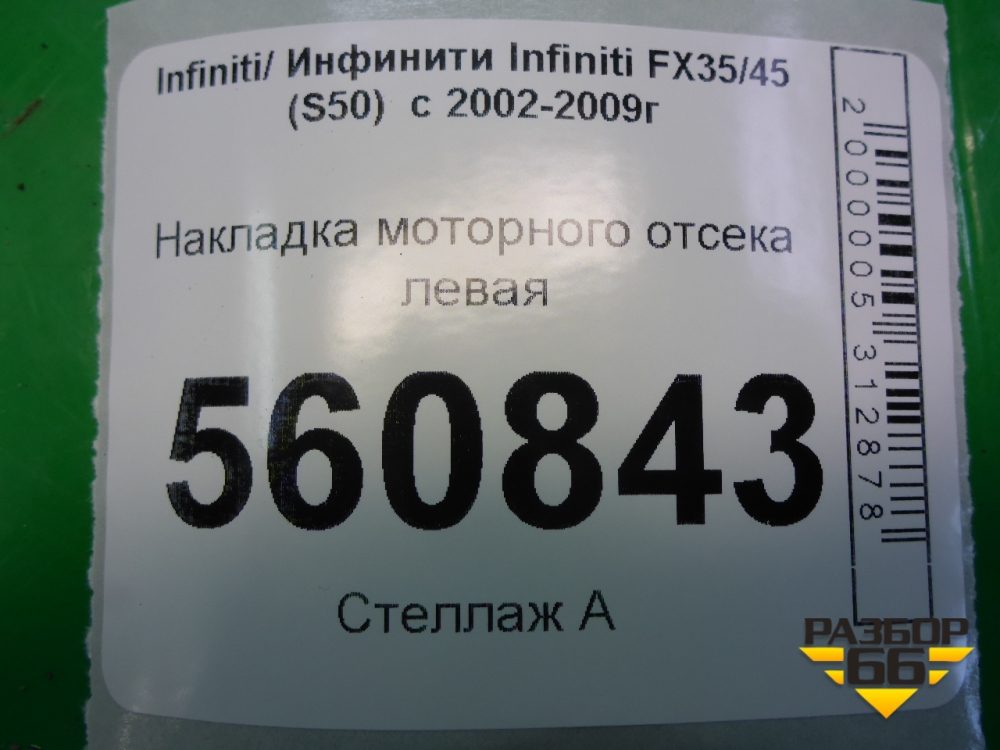 Infiniti/ Инфинити Infiniti FX35/45
(S50) с 2002-2009г
Накладка моторного отсека
левая
560843
Стеллаж А
2000005312878
РАЗБОР
66